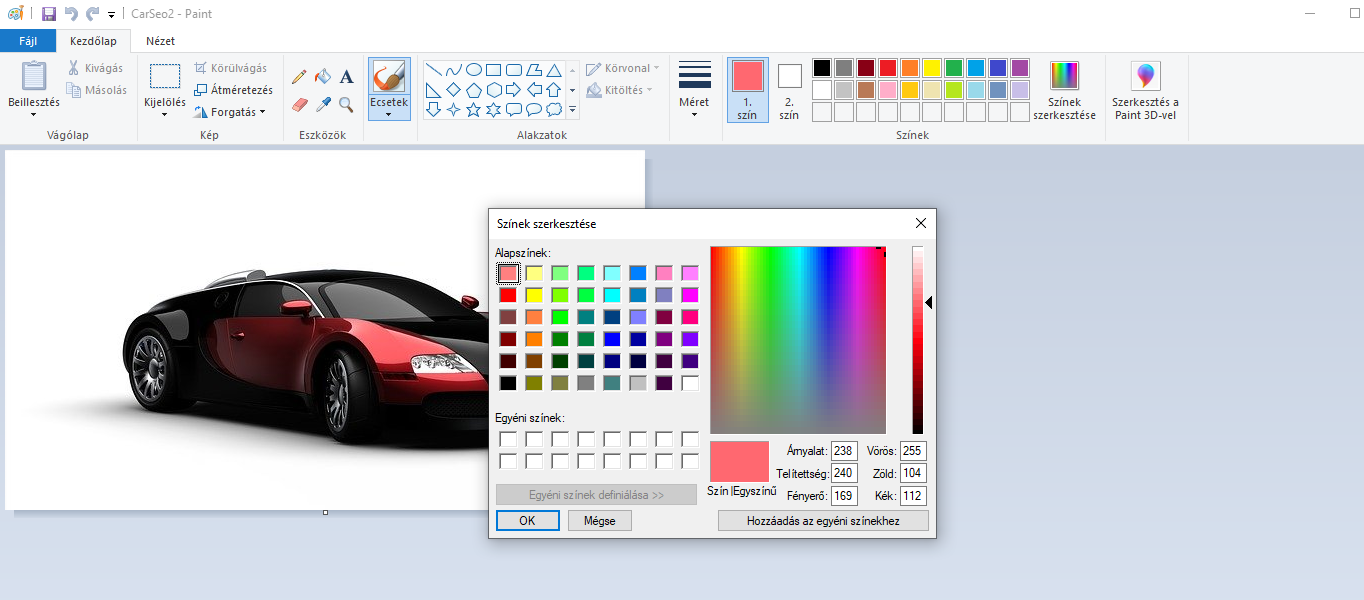 CarSeo2 - Paint
Fájl Kezdőlap Nézet
Beillesztés
Kivágás
Másolás
Vágólap
Kijelölés
Körülvágás
Átméretezés
Forgatás
Kép
A
Eszközök
Ecsetek
Körvonal
Kitöltés
Alakzatok
Méret
1.
szín
2.
szín
Színek
szerkesztése
Színek
Szerkesztés a
Paint 3D-vel
Színek szerkesztése
Alapszínek:
Egyéni színek:
Egyéni színek definiálása >>
OK Mégse
Szín|Egyszínű
Árnyalat: 238 Vörös: 255
Telítettség: 240 Zöld: 104
Fényerő: 169 Kék: 112
Hozzáadás az egyéni színekhez